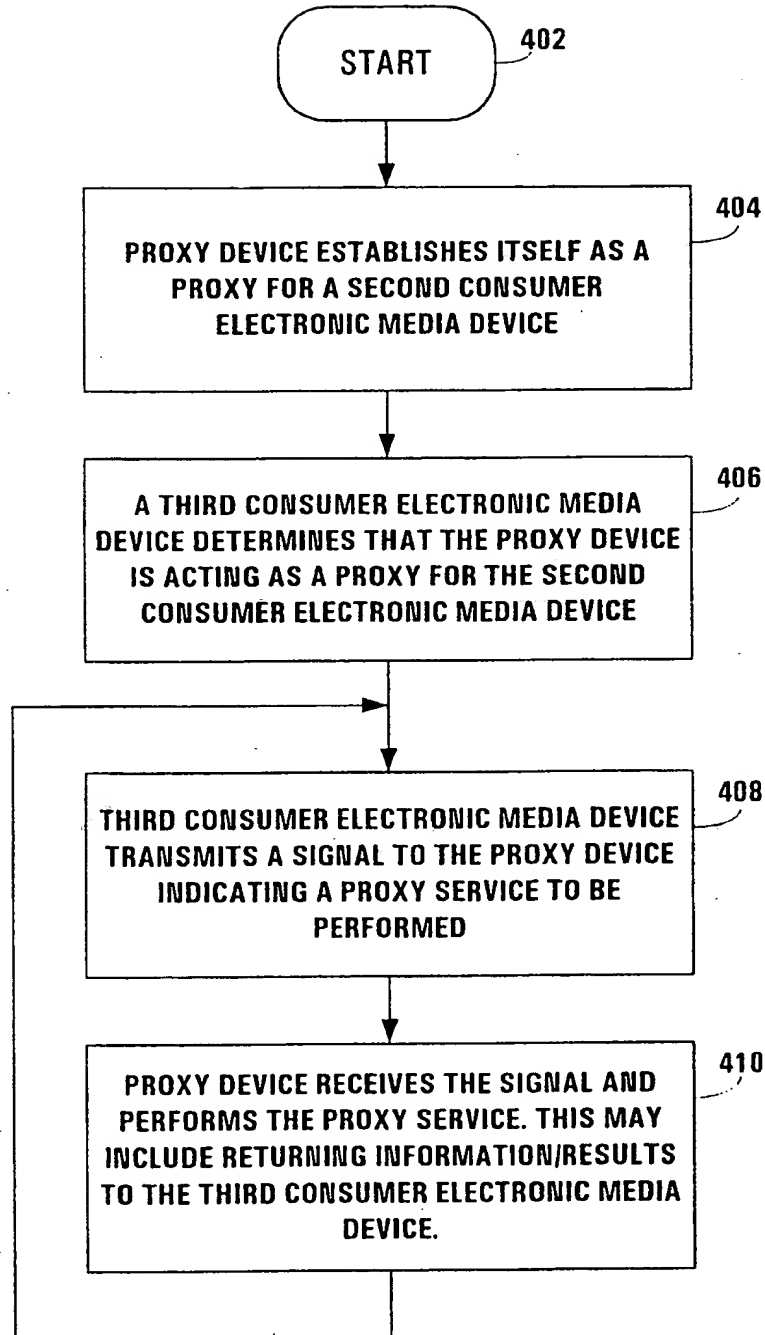 START
402
404
PROXY DEVICE ESTABLISHES ITSELF AS A
PROXY FOR A SECOND CONSUMER
ELECTRONIC MEDIA DEVICE
406
A THIRD CONSUMER ELECTRONIC MEDIA
DEVICE DETERMINES THAT THE PROXY DEVICE
IS ACTING AS A PROXY FOR THE SECOND
CONSUMER ELECTRONIC MEDIA DEVICE
408
THIRD CONSUMER ELECTRONIC MEDIA DEVICE
TRANSMITS A SIGNAL TO THE PROXY DEVICE
INDICATING A PROXY SERVICE TO BE
PERFORMED
410
PROXY DEVICE RECEIVES THE SIGNAL AND
PERFORMS THE PROXY SERVICE. THIS MAY
INCLUDE RETURNING INFORMATION/RESULTS
TO THE THIRD CONSUMER ELECTRONIC MEDIA
DEVICE.